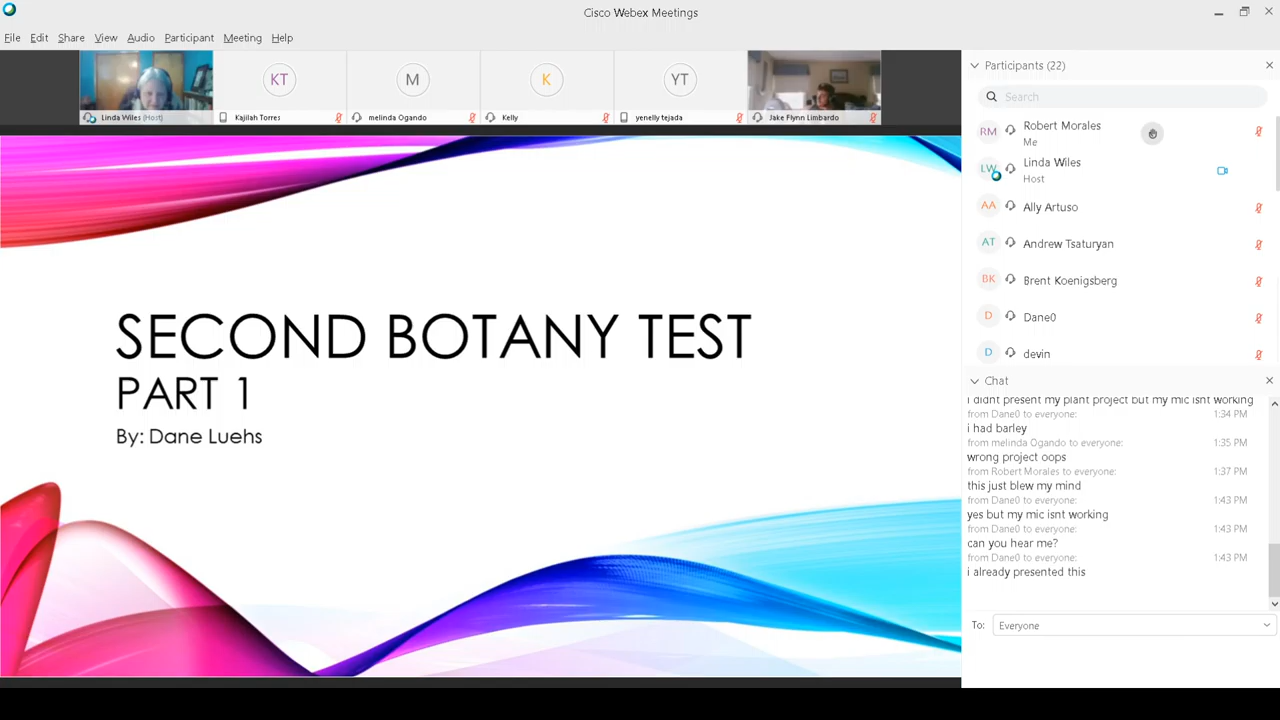 Cisco Webex Meetings
File Edit Share View Audio Participant Meeting Help
KT
M
K
YT
Linda Wiles (Host)
Kajilah Torres
melinda Ogando
Kelly
yenelly tejada
Jake Flynn Limbardo
SECOND BOTANY TEST
PART 1
By: Dane Luehs
Participants (22)
Search
RM Robert Morales
Me
LW Linda Wiles
Host
AA Ally Artuso
AT Andrew Tsaturyan
BK Brent Koenigsberg
D Dane0
D devin
Chat
i didnt present my plant project but my mic isnt working
from Dane0 to everyone: 1:34 PM
i had barley
from melinda Ogando to everyone: 1:35 PM
wrong project oops
from Robert Morales to everyone: 1:37 PM
this just blew my mind
from Dane0 to everyone: 1:43 PM
yes but my mic isnt working
from Dane0 to everyone: 1:43 PM
can you hear me?
from Dane0 to everyone: 1:43 PM
i already presented this
To: Everyone